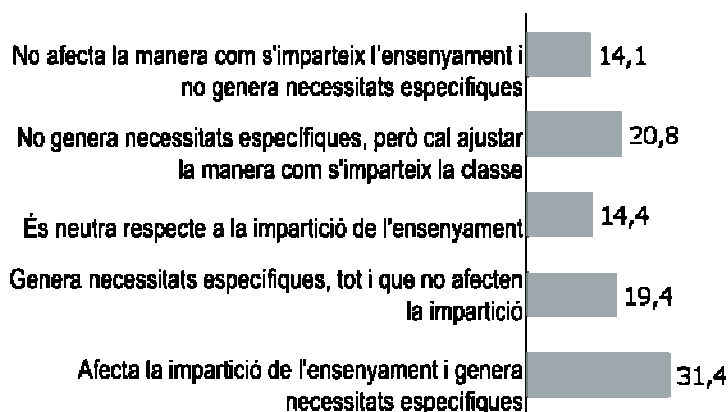 No afecta la manera com s'imparteix l'ensenyament i
no genera necessitats específiques
14,1
No genera necessitats específiques, però cal ajustar
la manera com s'imparteix la classe
20,8
És neutra respecte a la impartició de l'ensenyament
14,4
Genera necessitats específiques, tot i que no afecten
la impartició
19,4
Afecta la impartició de l'ensenyament i genera
necessitats específiques
31,4